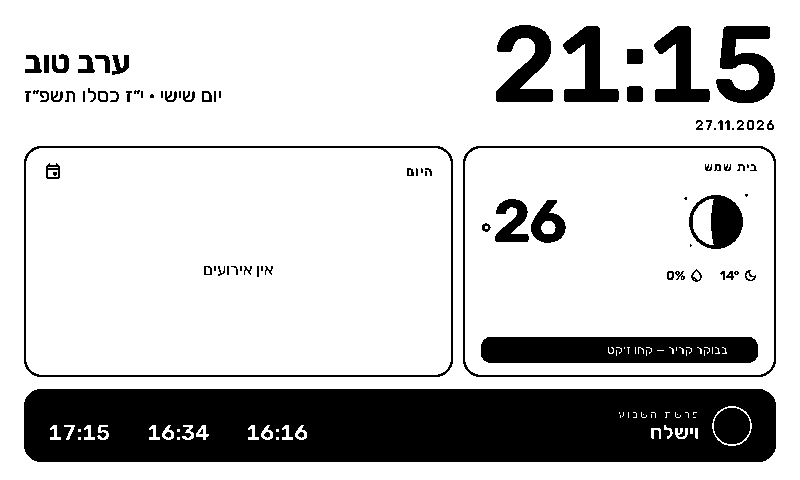 21:15
27.11.2026
ערב טוב
יום שישי • י״ז כסלו תשפ״ז
בית שמש
26°
14° 0%
בבוקר קריר – קחו ז׳קט
היום
אין אירועים
פרשת השבוע
וישלח
16:16 16:34 17:15